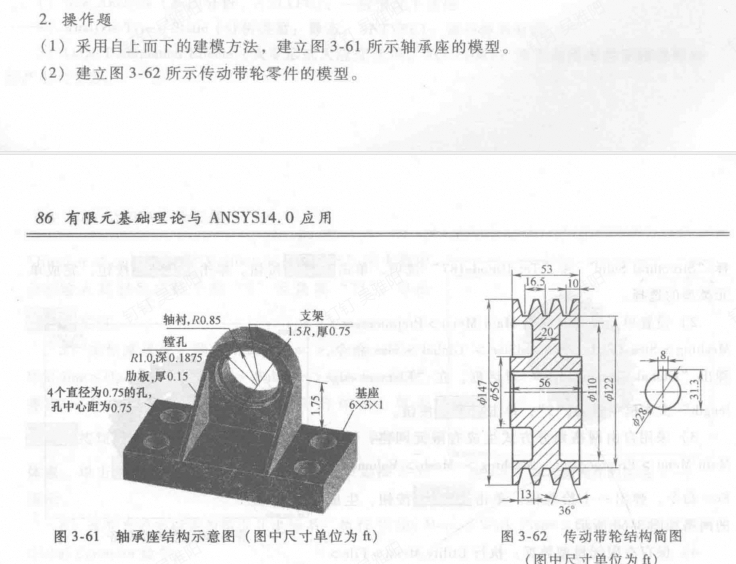 2. 操作题
(1) 采用自上而下的建模方法，建立图 3-61 所示轴承座的模型。
(2) 建立图 3-62 所示传动带轮零件的模型。
86 有限元基础理论与 ANSYS14.0 应用
轴衬,R0.85
支架
1.5R,厚0.75
镗孔
R1.0,深0.1875
肋板,厚0.15
4个直径为0.75的孔,
孔中心距为0.75
1.75
基座
6×3×1
53
16.5
10
20
56
ϕ147
ϕ56
ϕ110
ϕ122
13
36°
8
31.3
ϕ28
图 3-61 轴承座结构示意图（图中尺寸单位为 ft）
图 3-62 传动带轮结构简图
（图中尺寸单位为 ft）